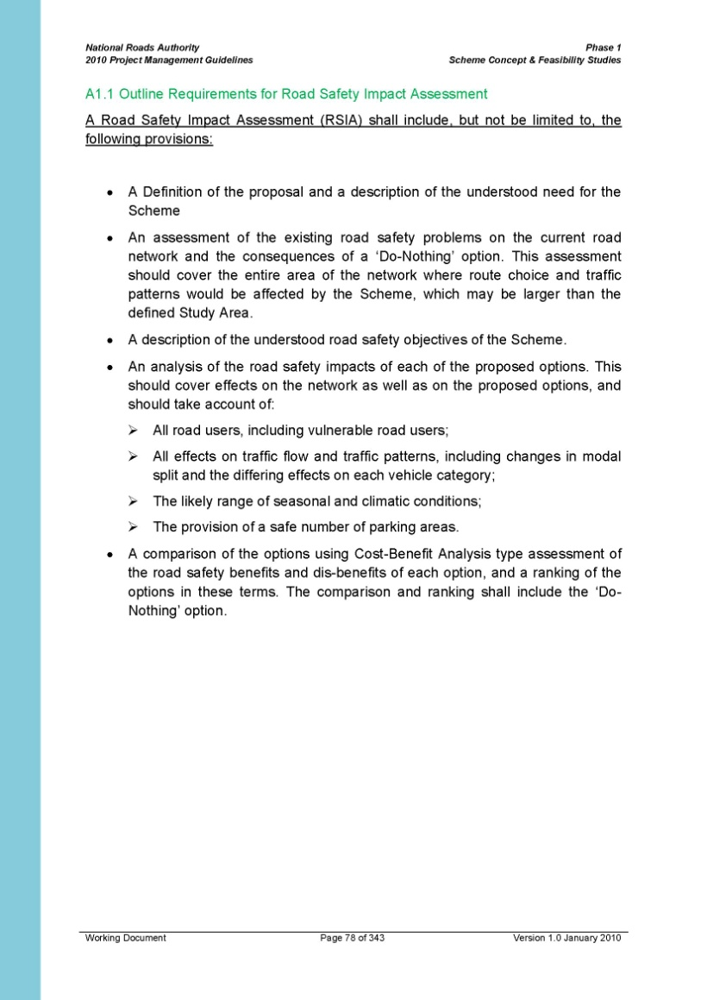 National Roads Authority Phase 1
2010 Project Management Guidelines Scheme Concept & Feasibility Studies
A1.1 Outline Requirements for Road Safety Impact Assessment
A Road Safety Impact Assessment (RSIA) shall include, but not be limited to, the
following provisions:
• A Definition of the proposal and a description of the understood need for the
Scheme
• An assessment of the existing road safety problems on the current road
network and the consequences of a ‘Do-Nothing’ option. This assessment
should cover the entire area of the network where route choice and traffic
patterns would be affected by the Scheme, which may be larger than the
defined Study Area.
• A description of the understood road safety objectives of the Scheme.
• An analysis of the road safety impacts of each of the proposed options. This
should cover effects on the network as well as on the proposed options, and
should take account of:
➢ All road users, including vulnerable road users;
➢ All effects on traffic flow and traffic patterns, including changes in modal
split and the differing effects on each vehicle category;
➢ The likely range of seasonal and climatic conditions;
➢ The provision of a safe number of parking areas.
• A comparison of the options using Cost-Benefit Analysis type assessment of
the road safety benefits and dis-benefits of each option, and a ranking of the
options in these terms. The comparison and ranking shall include the ‘Do-
Nothing’ option.
Working Document Page 78 of 343 Version 1.0 January 2010